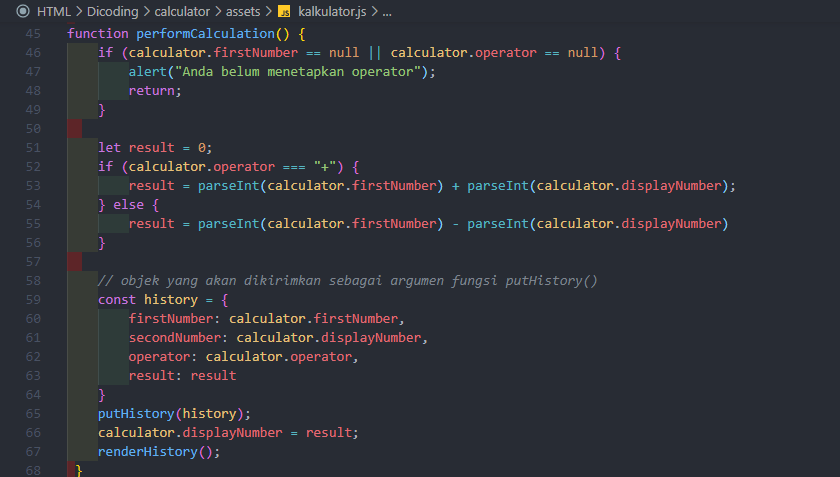 HTML > Dicoding > calculator > assets > JS kalkulator.js > ...
45 function performCalculation() {
46 if (calculator.firstNumber == null || calculator.operator == null) {
47 alert("Anda belum menetapkan operator");
48 return;
49 }
50
51 let result = 0;
52 if (calculator.operator === "+") {
53 result = parseInt(calculator.firstNumber) + parseInt(calculator.displayNumber);
54 } else {
55 result = parseInt(calculator.firstNumber) - parseInt(calculator.displayNumber)
56 }
57
58 // objek yang akan dikirimkan sebagai argumen fungsi putHistory()
59 const history = {
60 firstNumber: calculator.firstNumber,
61 secondNumber: calculator.displayNumber,
62 operator: calculator.operator,
63 result: result
64 }
65 putHistory(history);
66 calculator.displayNumber = result;
67 renderHistory();
68 }